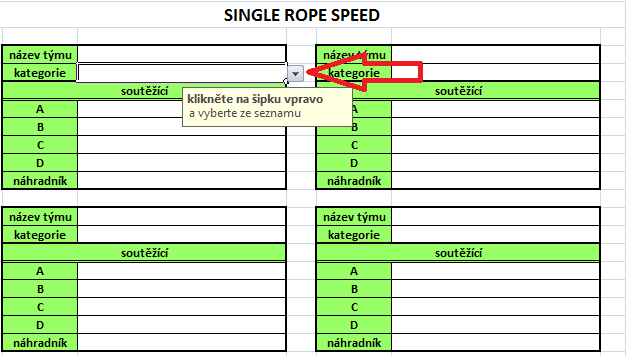 SINGLE ROPE SPEED
název týmu
kategorie
soutěžící
A
B
C
D
náhradník
klikněte na šipku vpravo
a vyberte ze seznamu
název týmu
kategorie
soutěžící
A
B
C
D
náhradník
název týmu
kategorie
soutěžící
A
B
C
D
náhradník
název týmu
kategorie
soutěžící
A
B
C
D
náhradník